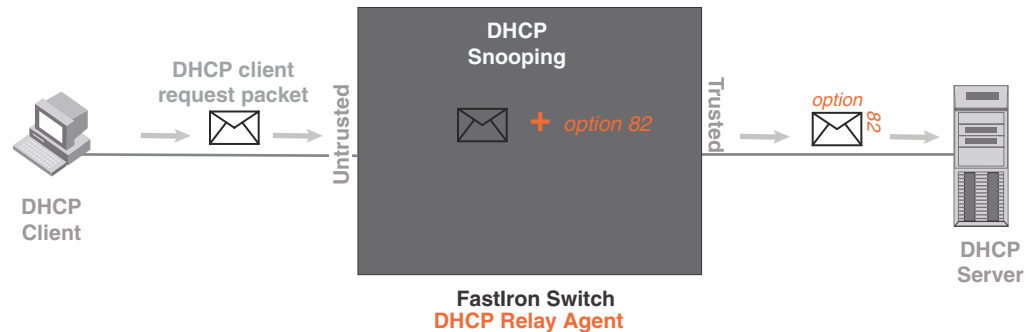 DHCP
Snooping
DHCP client
request packet
Untrusted
+ option 82
Trusted
option
82
DHCP
Client
DHCP
Server
FastIron Switch
DHCP Relay Agent